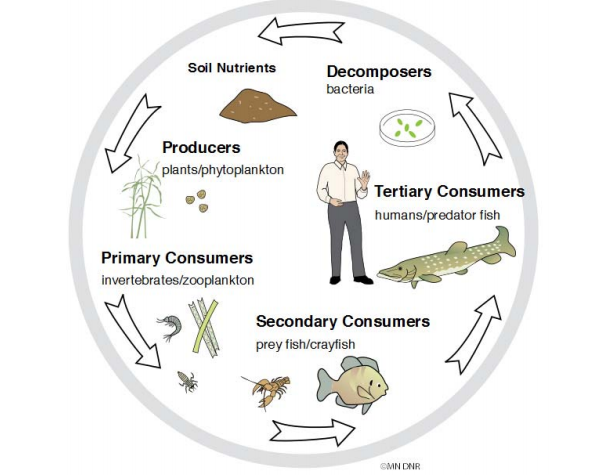 Soil Nutrients
Decomposers
bacteria
Producers
plants/phytoplankton
Tertiary Consumers
humans/predator fish
Primary Consumers
invertebrates/zooplankton
Secondary Consumers
prey fish/crayfish
©MN DNR